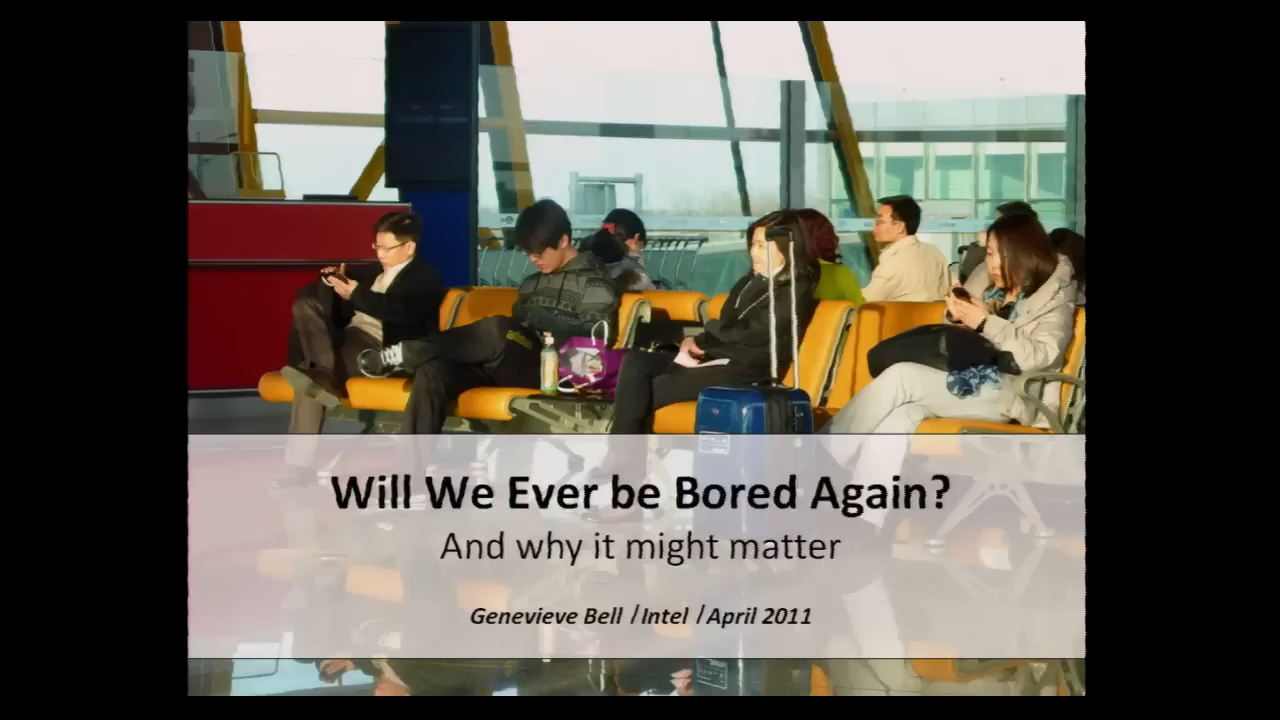 Will We Ever be Bored Again?
And why it might matter
Genevieve Bell / Intel / April 2011